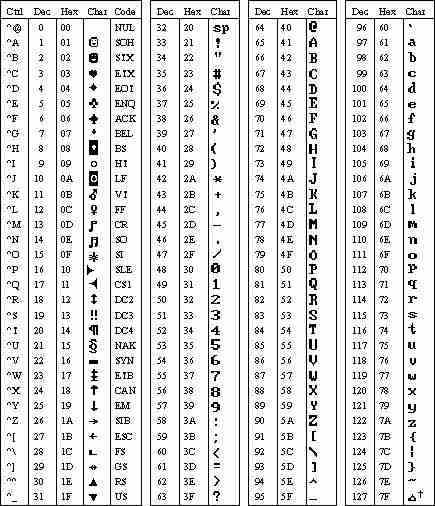 Ctrl Dec Hex Char Code Dec Hex Char Dec Hex Char Dec Hex Char
^@ 0 00 NUL 32 20 sp 64 40 @ 96 60 `
^A 1 01 ☺ SOH 33 21 ! 65 41 A 97 61 a
^B 2 02 ☻ SIX 34 22 " 66 42 B 98 62 b
^C 3 03 ♥ EIX 35 23 # 67 43 C 99 63 c
^D 4 04 ♦ EOI 36 24 $ 68 44 D 100 64 d
^E 5 05 ♣ ENQ 37 25 % 69 45 E 101 65 e
^F 6 06 ♠ ACK 38 26 & 70 46 F 102 66 f
^G 7 07 • BEL 39 27 ' 71 47 G 103 67 g
^H 8 08 ◘ BS 40 28 ( 72 48 H 104 68 h
^I 9 09 ○ HI 41 29 ) 73 49 I 105 69 i
^J 10 0A ◙ LF 42 2A * 74 4A J 106 6A j
^K 11 0B ♂ VI 43 2B + 75 4B K 107 6B k
^L 12 0C ♀ FF 44 2C , 76 4C L 108 6C l
^M 13 0D ♪ CR 45 2D - 77 4D M 109 6D m
^N 14 0E ♫ SO 46 2E . 78 4E N 110 6E n
^O 15 0F ☼ SI 47 2F / 79 4F O 111 6F o
^P 16 10 ► SLE 48 30 0 80 50 P 112 70 p
^Q 17 11 ◄ CS1 49 31 1 81 51 Q 113 71 q
^R 18 12 ↕ DC2 50 32 2 82 52 R 114 72 r
^S 19 13 ‼ DC3 51 33 3 83 53 S 115 73 s
^I 20 14 ¶ DC4 52 34 4 84 54 T 116 74 t
^U 21 15 § NAK 53 35 5 85 55 U 117 75 u
^V 22 16 ▬ SYN 54 36 6 86 56 V 118 76 v
^W 23 17 ↨ EIB 55 37 7 87 57 W 119 77 w
^X 24 18 ↑ CAN 56 38 8 88 58 X 120 78 x
^Y 25 19 ↓ EM 57 39 9 89 59 Y 121 79 y
^Z 26 1A → SIB 58 3A : 90 5A Z 122 7A z
^[ 27 1B ← ESC 59 3B ; 91 5B [ 123 7B {
^\ 28 1C ∟ FS 60 3C < 92 5C \ 124 7C ¦
^] 29 1D ↔ GS 61 3D = 93 5D ] 125 7D }
^^ 30 1E ▲ RS 62 3E > 94 5E ^ 126 7E ~
^_ 31 1F ▼ US 63 3F ? 95 5F _ 127 7F ⌂†